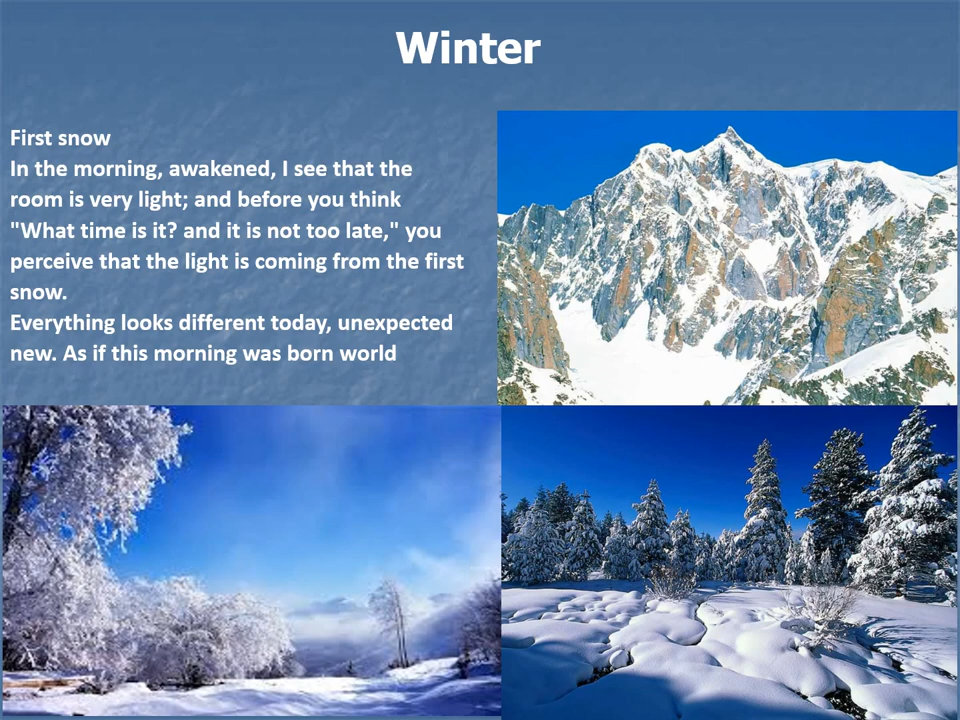 Winter
First snow
In the morning, awakened, I see that the
room is very light; and before you think
"What time is it? and it is not too late," you
perceive that the light is coming from the first
snow.
Everything looks different today, unexpected
new. As if this morning was born world